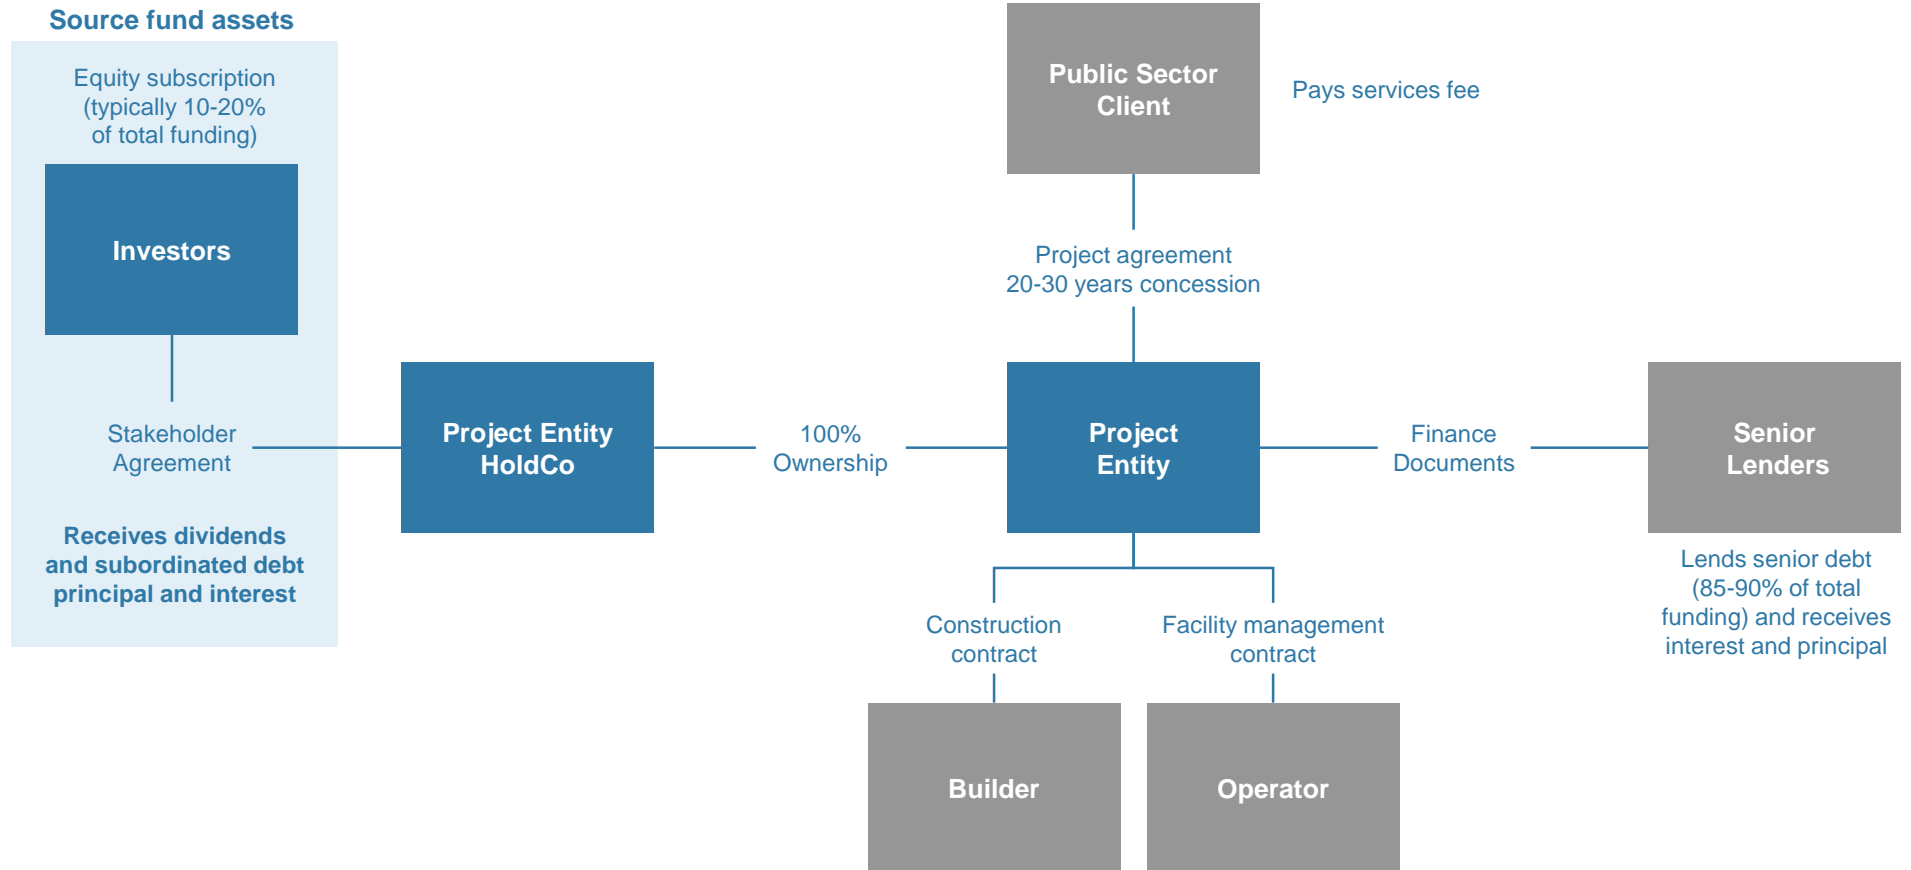 Source fund assets
Equity subscription
(typically 10-20%
of total funding)
Investors
Stakeholder
Agreement
Receives dividends
and subordinated debt
principal and interest
Project Entity
HoldCo
100%
Ownership
Public Sector
Client
Pays services fee
Project agreement
20-30 years concession
Project
Entity
Finance
Documents
Senior
Lenders
Lends senior debt
(85-90% of total
funding) and receives
interest and principal
Construction
contract
Facility management
contract
Builder
Operator